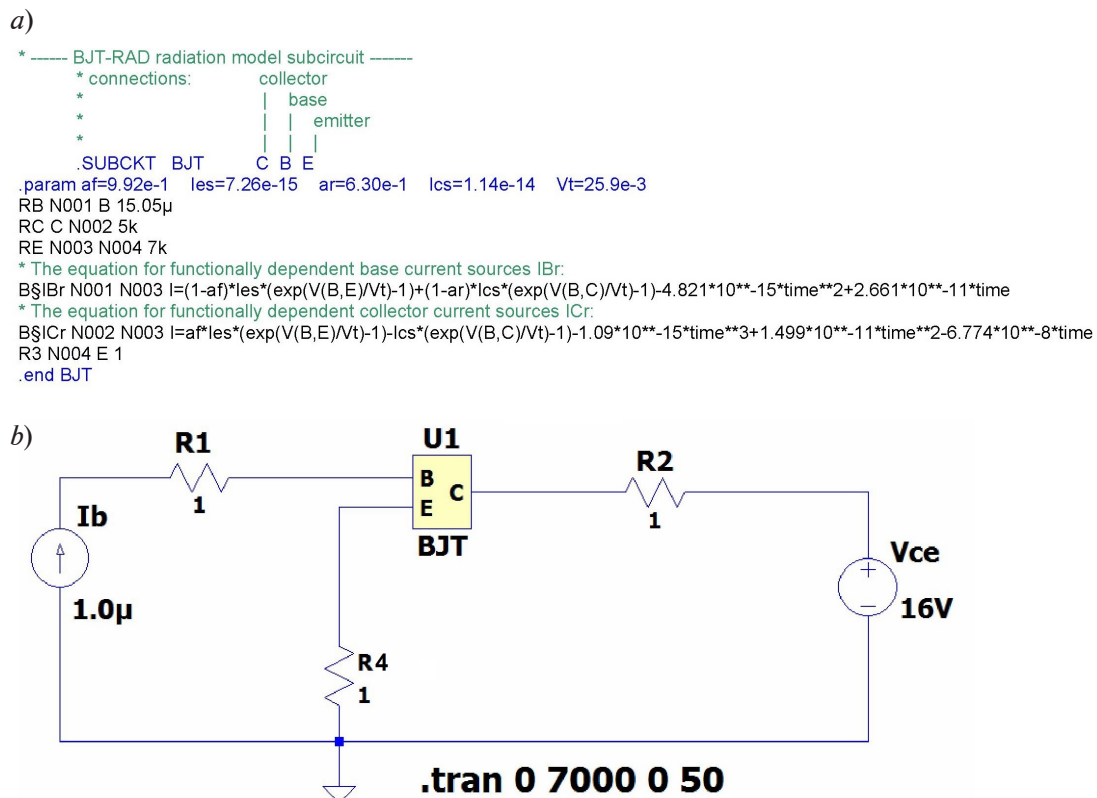 a)
* ------ BJT-RAD radiation model subcircuit -------
* connections: collector
* | base
* | | emitter
* | | |
.SUBCKT BJT C B E
.param af=9.92e-1 Ies=7.26e-15 ar=6.30e-1 Ics=1.14e-14 Vt=25.9e-3
RB N001 B 15.05µ
RC C N002 5k
RE N003 N004 7k
* The equation for functionally dependent base current sources IBr:
B§IBr N001 N003 I=(1-af)*Ies*(exp(V(B,E)/Vt)-1)+(1-ar)*Ics*(exp(V(B,C)/Vt)-1)-4.821*10**-15*time**2+2.661*10**-11*time
* The equation for functionally dependent collector current sources ICr:
B§ICr N002 N003 I=af*Ies*(exp(V(B,E)/Vt)-1)-Ics*(exp(V(B,C)/Vt)-1)-1.09*10**-15*time**3+1.499*10**-11*time**2-6.774*10**-8*time
R3 N004 E 1
.end BJT
b)
R1
1
U1
B
E
C
BJT
R2
1
Ib
1.0µ
Vce
16V
R4
1
.tran 0 7000 0 50